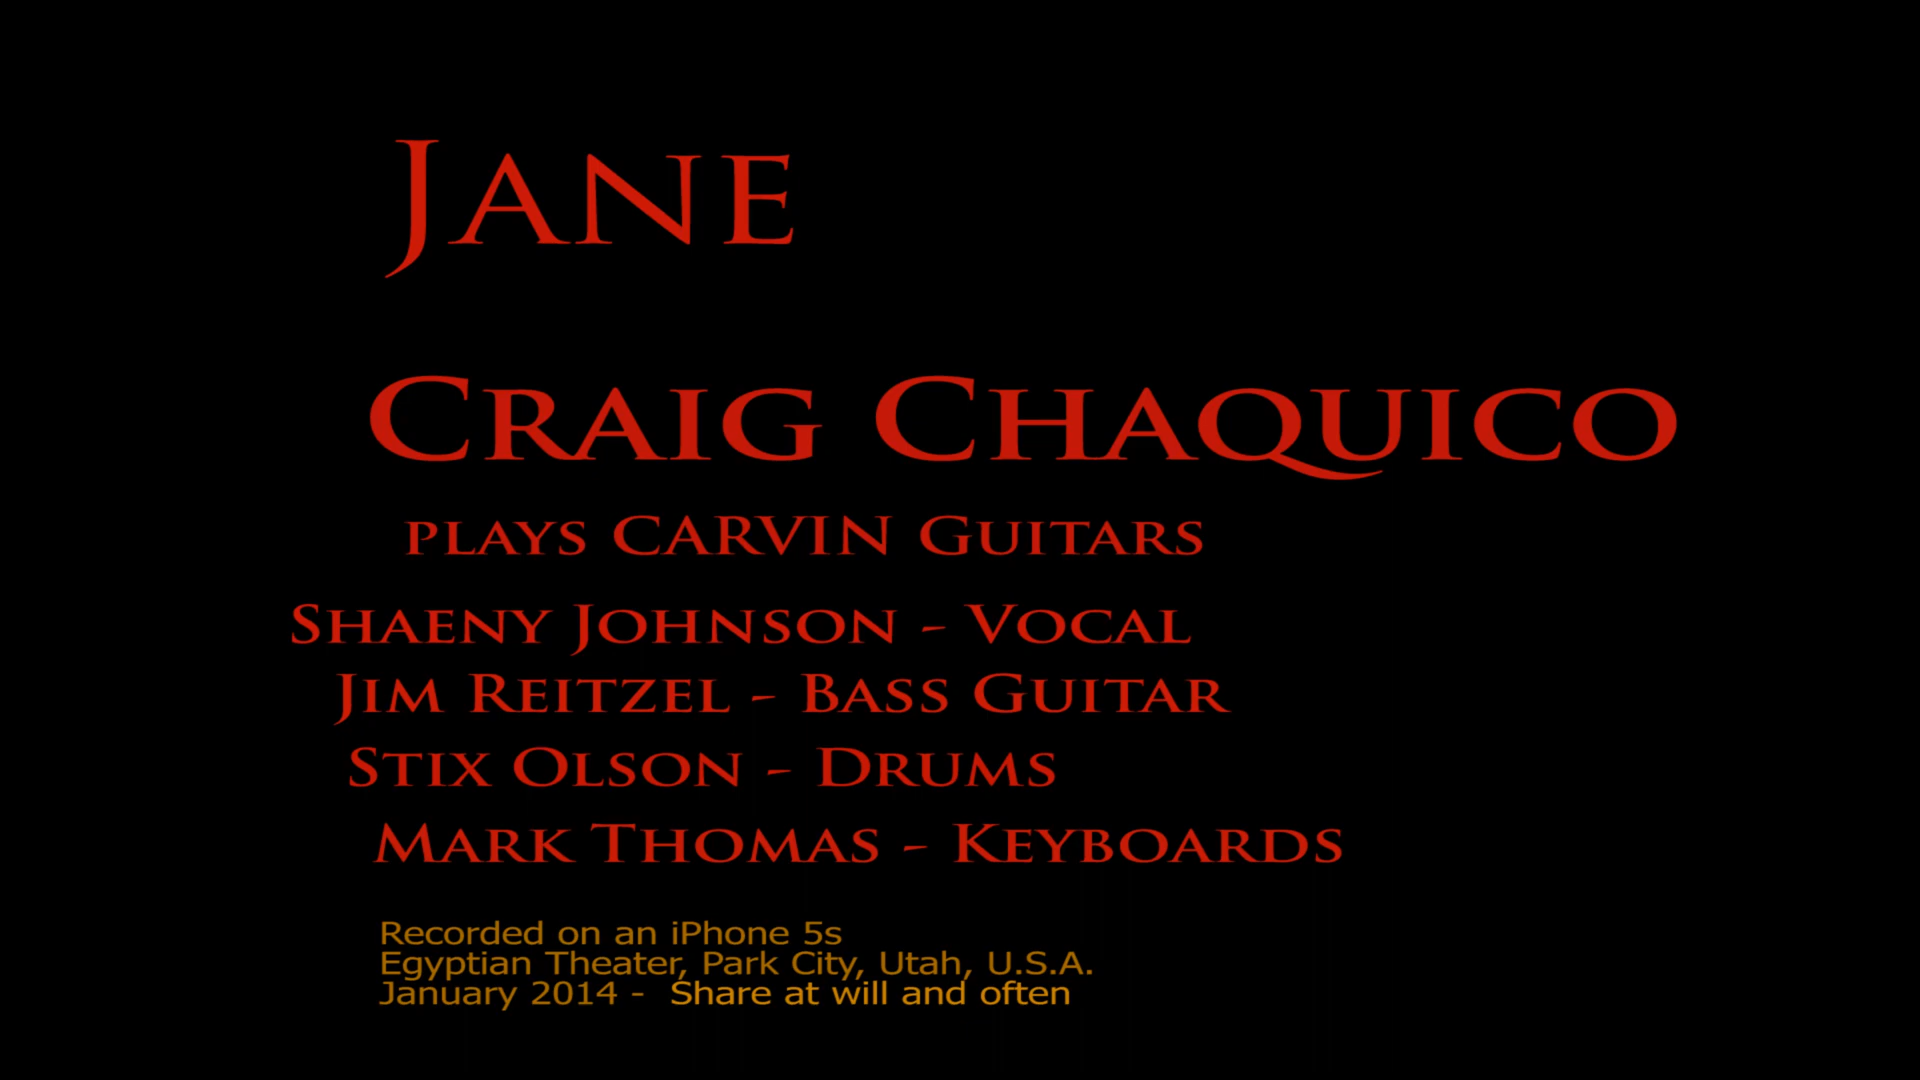 Jane
Craig Chaquico
plays CARVIN Guitars
Shaeny Johnson - Vocal
Jim Reitzel - Bass Guitar
Stix Olson - Drums
Mark Thomas - Keyboards
Recorded on an iPhone 5s
Egyptian Theater, Park City, Utah, U.S.A.
January 2014 - Share at will and often